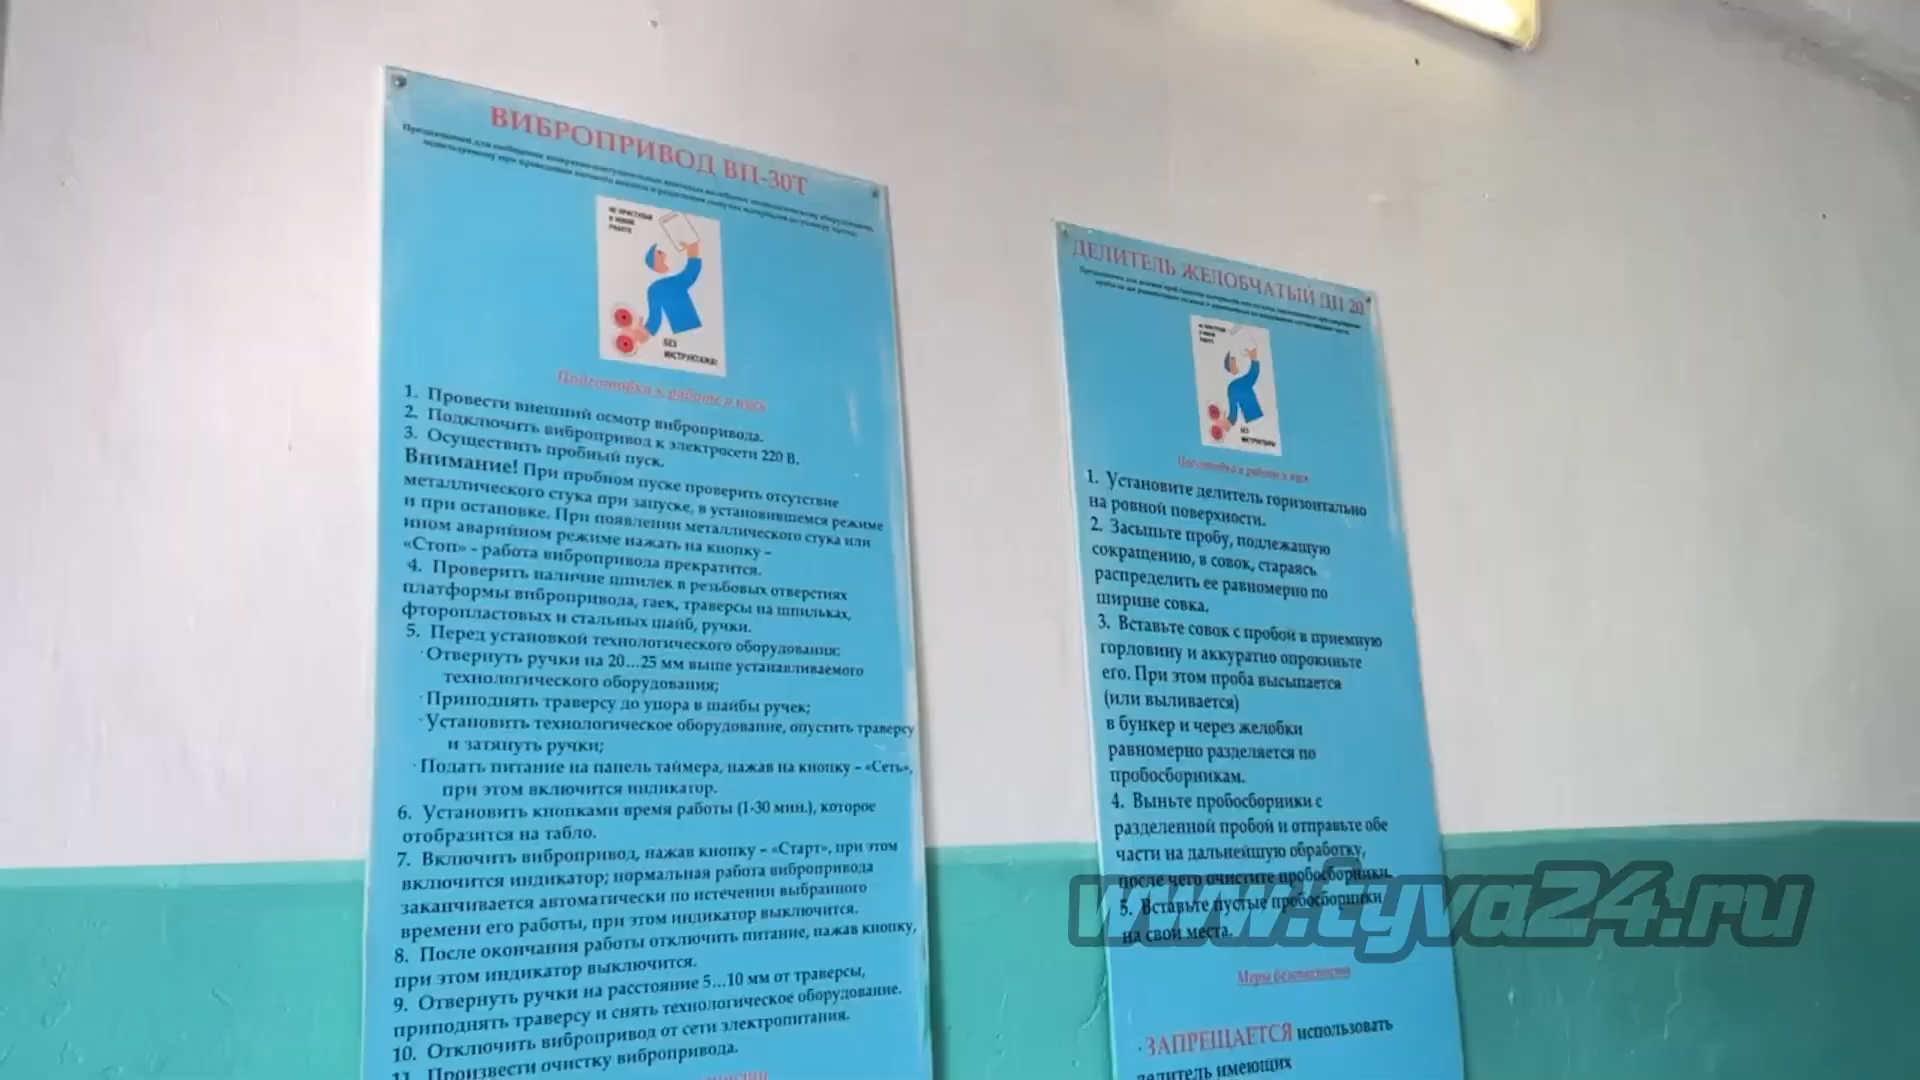 ВИБРОПРИВОД ВП-30Т
НЕ ПРИСТУПАЙ
К НОВОЙ
РАБОТЕ
БЕЗ
ИНСТРУКТАЖА!
Подготовка к работе и пуск
1. Провести внешний осмотр вибропривода.
2. Подключить вибропривод к электросети 220 В.
3. Осуществить пробный пуск.
Внимание! При пробном пуске проверить отсутствие
металлического стука при запуске, в установившемся режиме
и при остановке. При появлении металлического стука или
ином аварийном режиме нажать на кнопку –
«Стоп» - работа вибропривода прекратится.
4. Проверить наличие шпилек в резьбовых отверстиях
платформы вибропривода, гаек, траверсы на шпильках,
фторопластовых и стальных шайб, ручки.
5. Перед установкой технологического оборудования:
· Отвернуть ручки на 20…25 мм выше устанавливаемого
технологического оборудования;
· Приподнять траверсу до упора в шайбы ручек;
· Установить технологическое оборудование, опустить траверсу
и затянуть ручки;
· Подать питание на панель таймера, нажав на кнопку – «Сеть»,
при этом включится индикатор.
6. Установить кнопками время работы (1-30 мин.), которое
отобразится на табло.
7. Включить вибропривод, нажав кнопку – «Старт», при этом
включится индикатор; нормальная работа вибропривода
заканчивается автоматически по истечении выбранного
времени его работы, при этом индикатор выключится.
8. После окончания работы отключить питание, нажав кнопку,
при этом индикатор выключится.
9. Отвернуть ручки на расстояние 5…10 мм от траверсы,
приподнять траверсу и снять технологическое оборудование.
10. Отключить вибропривод от сети электропитания.
11. Произвести очистку вибропривода.
ДЕЛИТЕЛЬ ЖЕЛОБЧАТЫЙ ДП 20
НЕ ПРИСТУПАЙ
К НОВОЙ
РАБОТЕ
БЕЗ
ИНСТРУКТАЖА!
Подготовка к работе и пуск
1. Установите делитель горизонтально
на ровной поверхности.
2. Засыпьте пробу, подлежащую
сокращению, в совок, стараясь
распределить ее равномерно по
ширине совка.
3. Вставьте совок с пробой в приемную
горловину и аккуратно опрокиньте
его. При этом проба высыпается
(или выливается)
в бункер и через желобки
равномерно разделяется по
пробосборникам.
4. Выньте пробосборники с
разделенной пробой и отправьте обе
части на дальнейшую обработку,
после чего очистите пробосборники.
5. Вставьте пустые пробосборники
на свои места.
Меры безопасности
· ЗАПРЕЩАЕТСЯ использовать
делитель имеющих
www.tyva24.ru